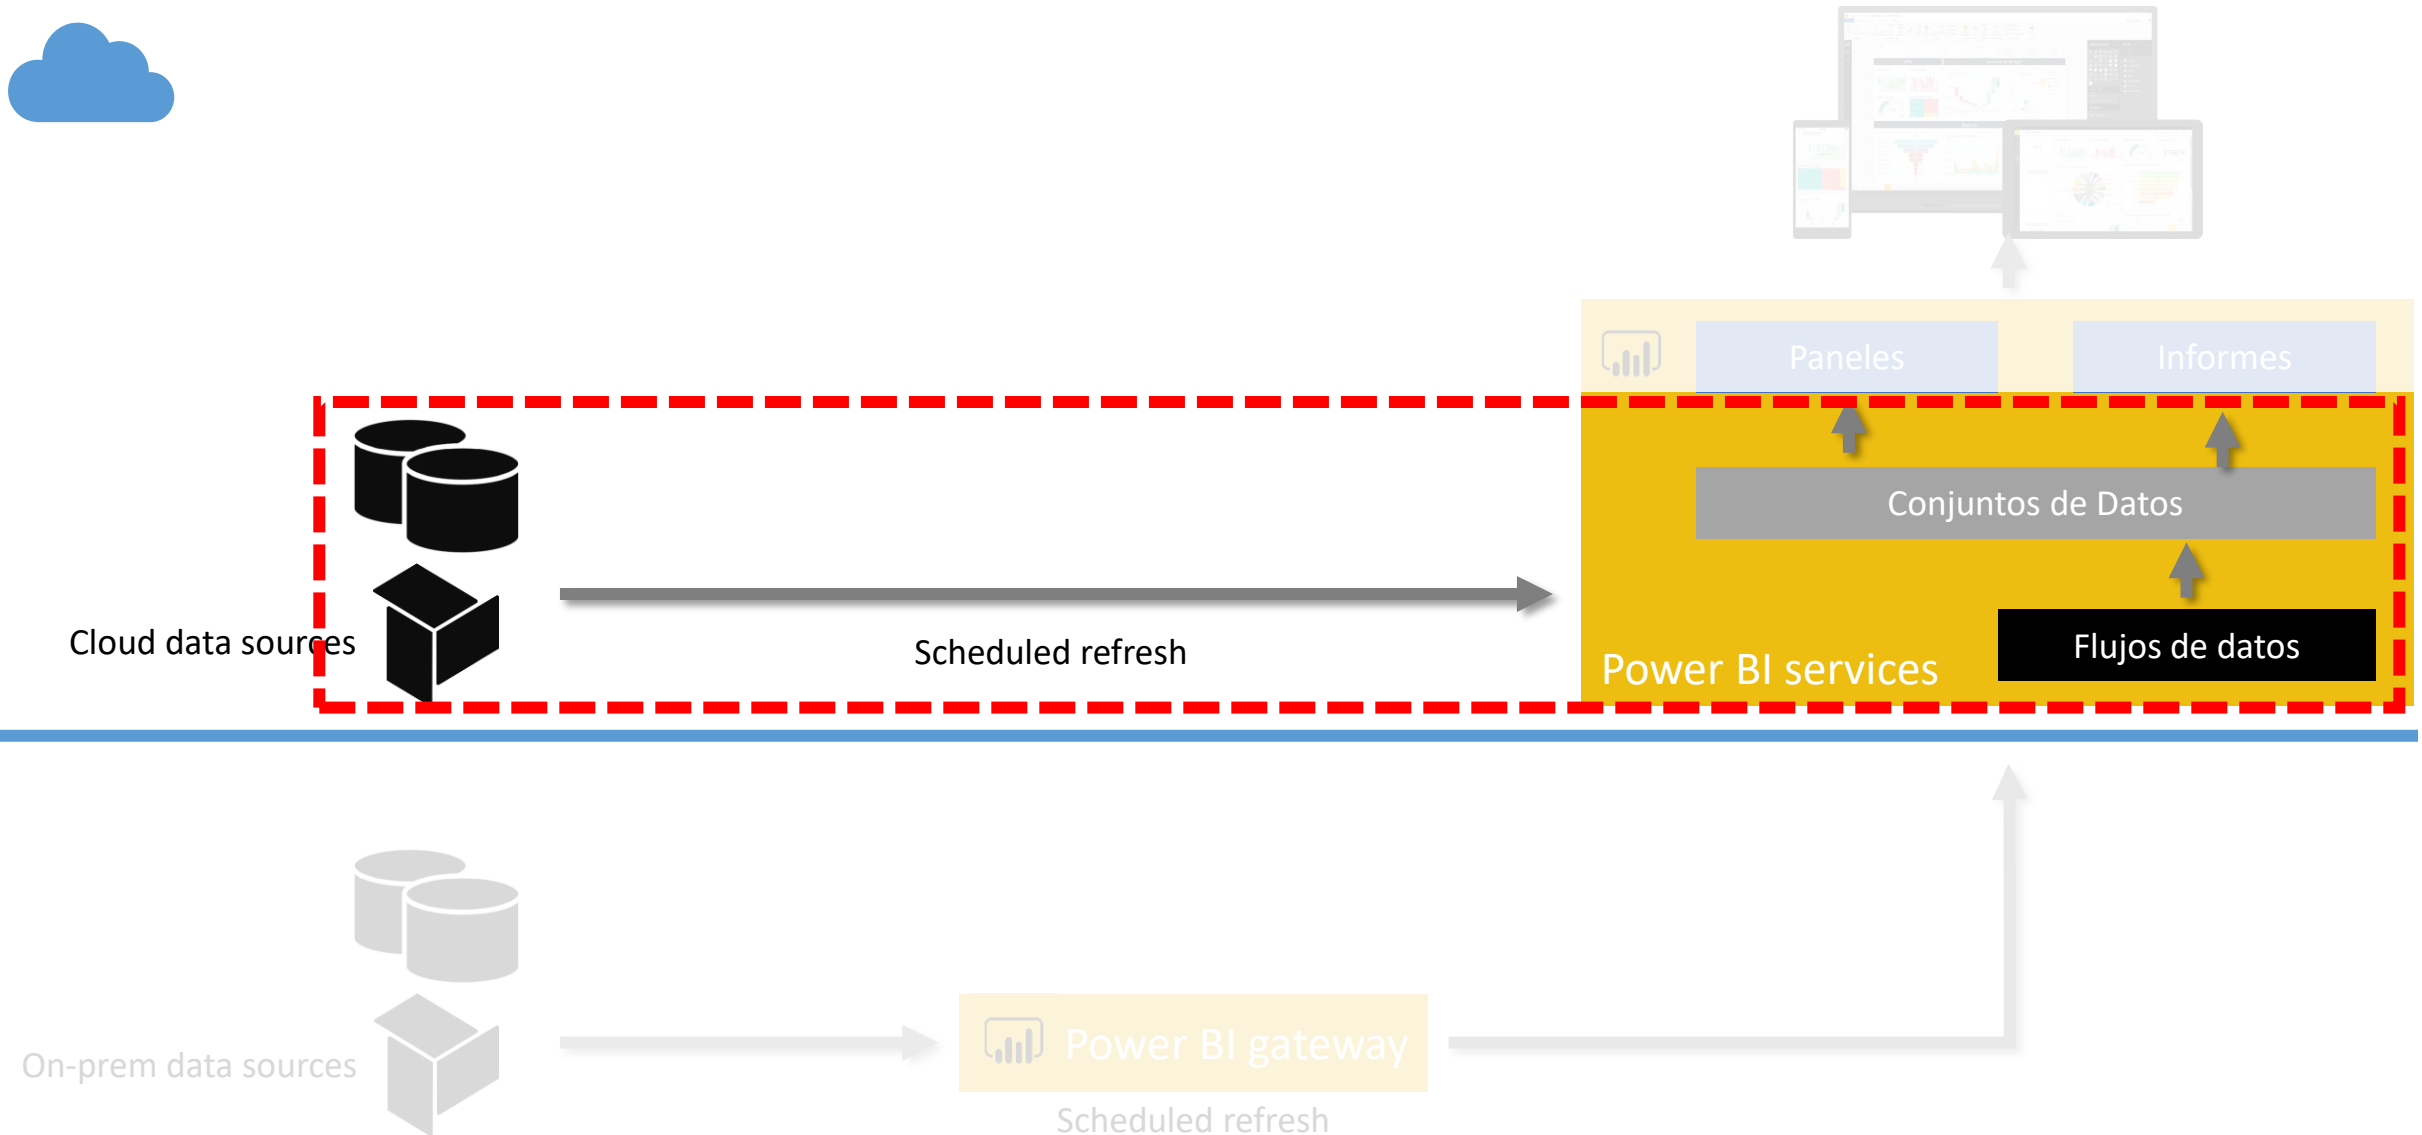 Paneles
Informes
Conjuntos de Datos
Cloud data sources
Scheduled refresh
Flujos de datos
Power BI services
On-prem data sources
Power BI gateway
Scheduled refresh